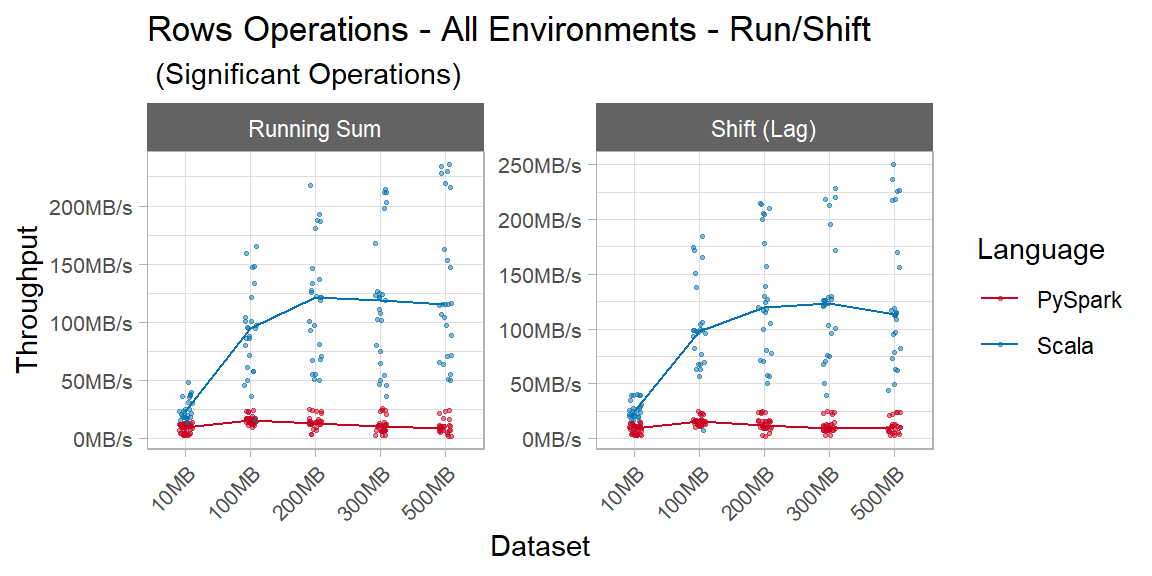 Rows Operations - All Environments - Run/Shift
(Significant Operations)
Running Sum
Shift (Lag)
Throughput
200MB/s
150MB/s
100MB/s
50MB/s
0MB/s
250MB/s
200MB/s
150MB/s
100MB/s
50MB/s
0MB/s
10MB
100MB
200MB
300MB
500MB
10MB
100MB
200MB
300MB
500MB
Dataset
Language
PySpark
Scala